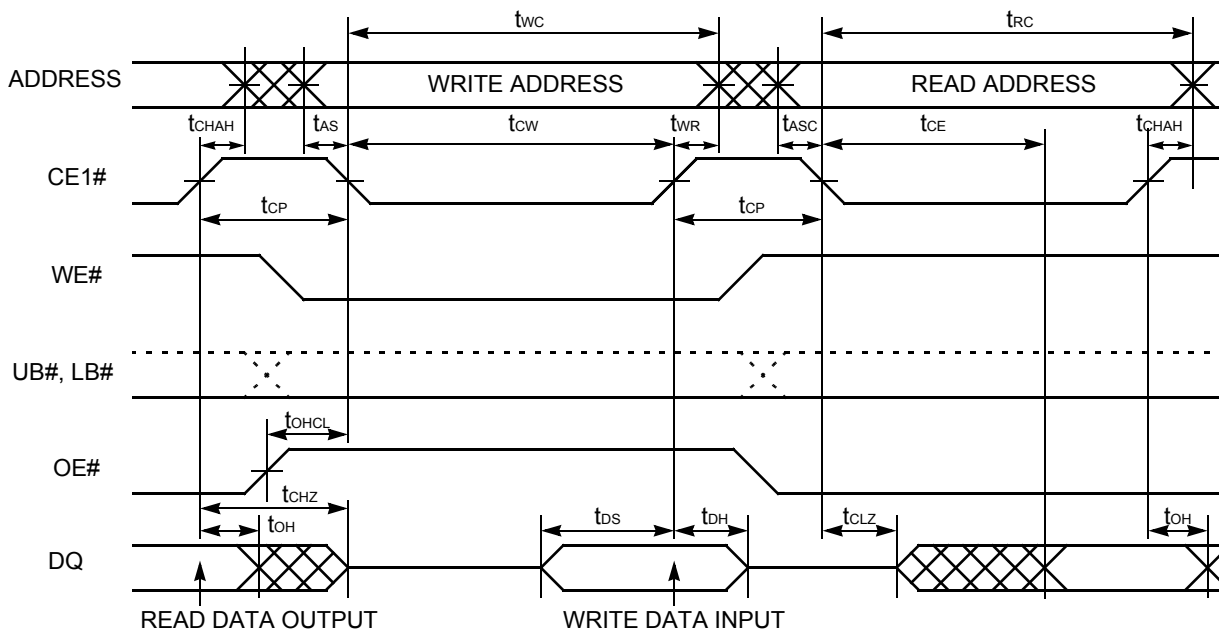 tWC tRC
ADDRESS WRITE ADDRESS READ ADDRESS
tCHAH tAS tCW tWR tASC tCE tCHAH
CE1#
tCP tCP
WE#
UB#, LB#
tOHCL
OE#
tCHZ
tOH tDS tDH tCLZ tOH
DQ
READ DATA OUTPUT WRITE DATA INPUT